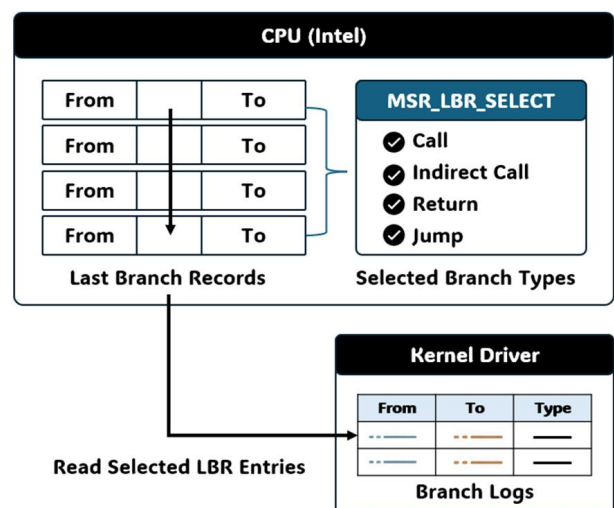 CPU (Intel)
From To
From To
From To
From To
Last Branch Records
MSR_LBR_SELECT
Call
Indirect Call
Return
Jump
Selected Branch Types
Kernel Driver
From To Type
Branch Logs
Read Selected LBR Entries